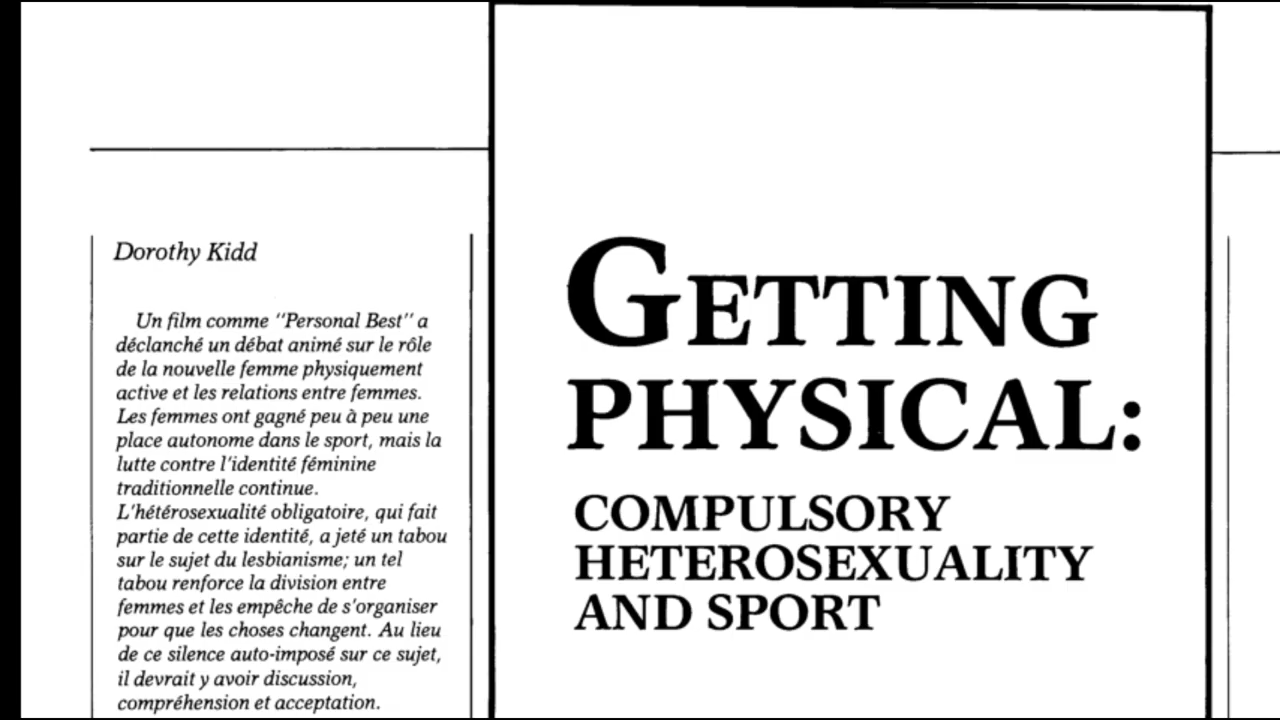 Dorothy Kidd
Un film comme "Personal Best" a
déclanché un débat animé sur le rôle
de la nouvelle femme physiquement
active et les relations entre femmes.
Les femmes ont gagné peu à peu une
place autonome dans le sport, mais la
lutte contre l'identité féminine
traditionnelle continue.
L'hétérosexualité obligatoire, qui fait
partie de cette identité, a jeté un tabou
sur le sujet du lesbianisme; un tel
tabou renforce la division entre
femmes et les empêche de s'organiser
pour que les choses changent. Au lieu
de ce silence auto-imposé sur ce sujet,
il devrait y avoir discussion,
compréhension et acceptation.
GETTING
PHYSICAL:
COMPULSORY
HETEROSEXUALITY
AND SPORT